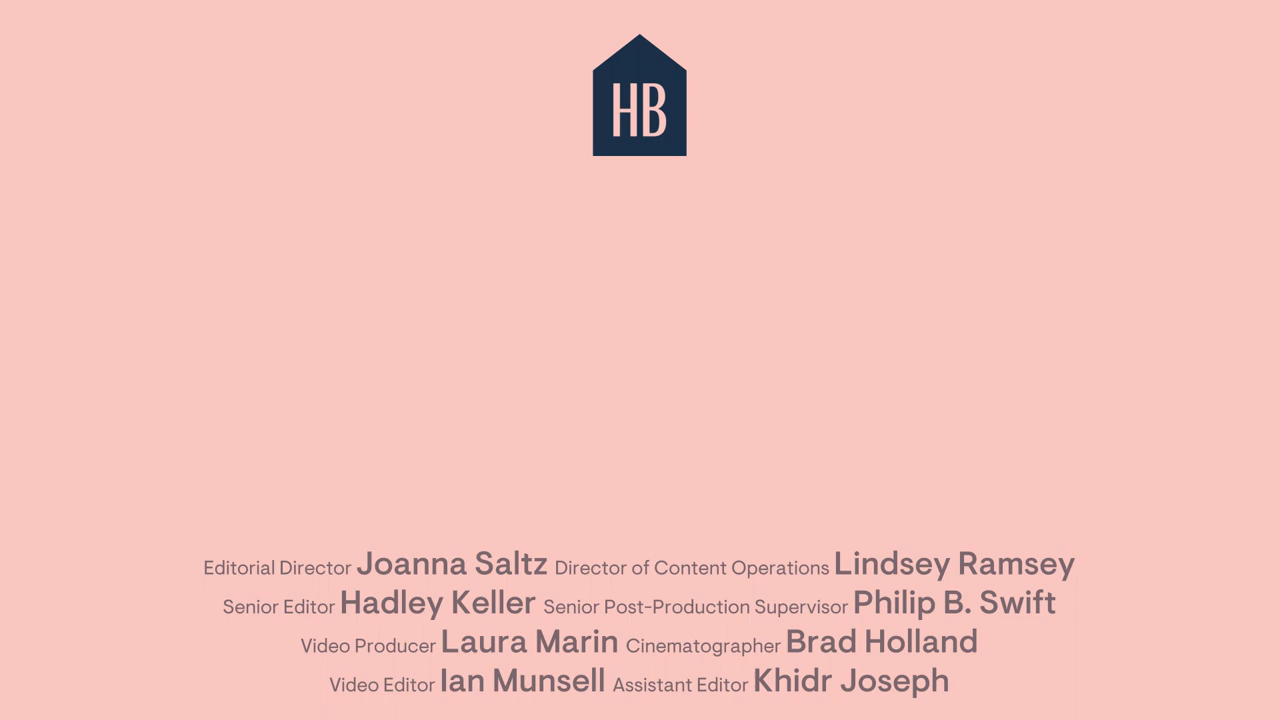 HB
Editorial Director Joanna Saltz Director of Content Operations Lindsey Ramsey
Senior Editor Hadley Keller Senior Post-Production Supervisor Philip B. Swift
Video Producer Laura Marin Cinematographer Brad Holland
Video Editor Ian Munsell Assistant Editor Khidr Joseph